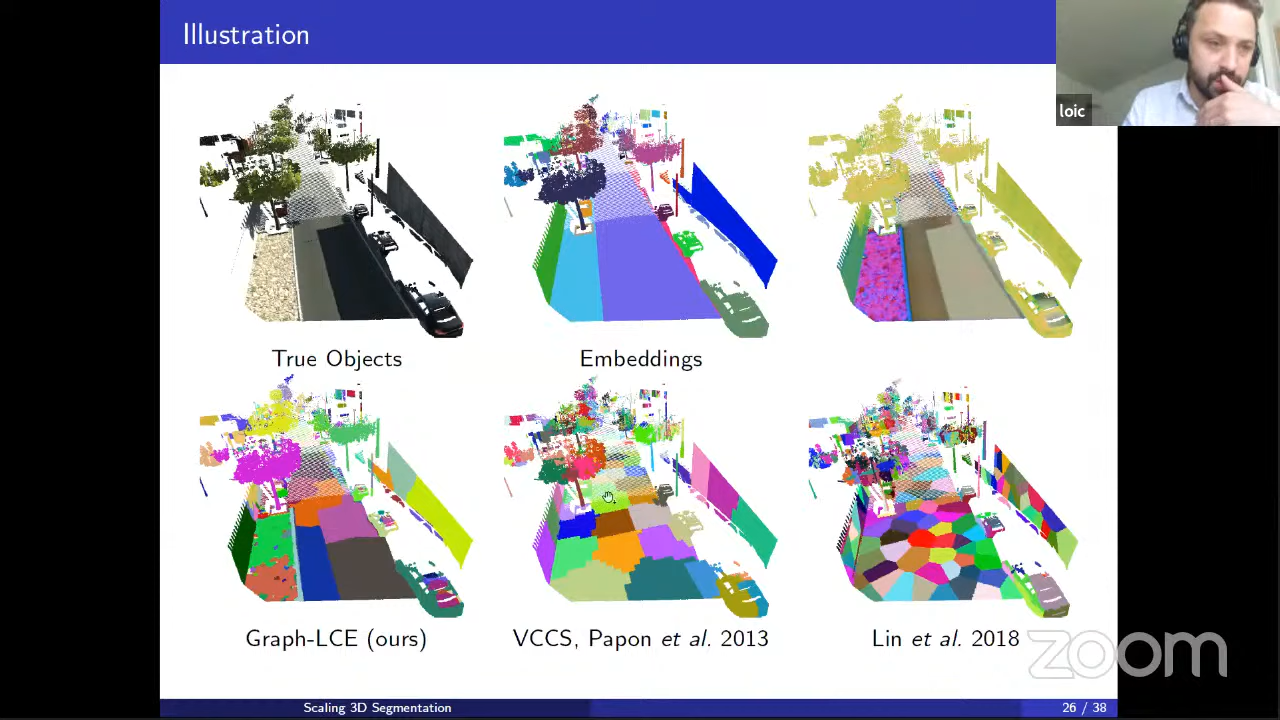 Illustration
loic
True Objects
Embeddings
Graph-LCE (ours)
VCCS, Papon et al. 2013
Lin et al. 2018
zoom
Scaling 3D Segmentation
26 / 38